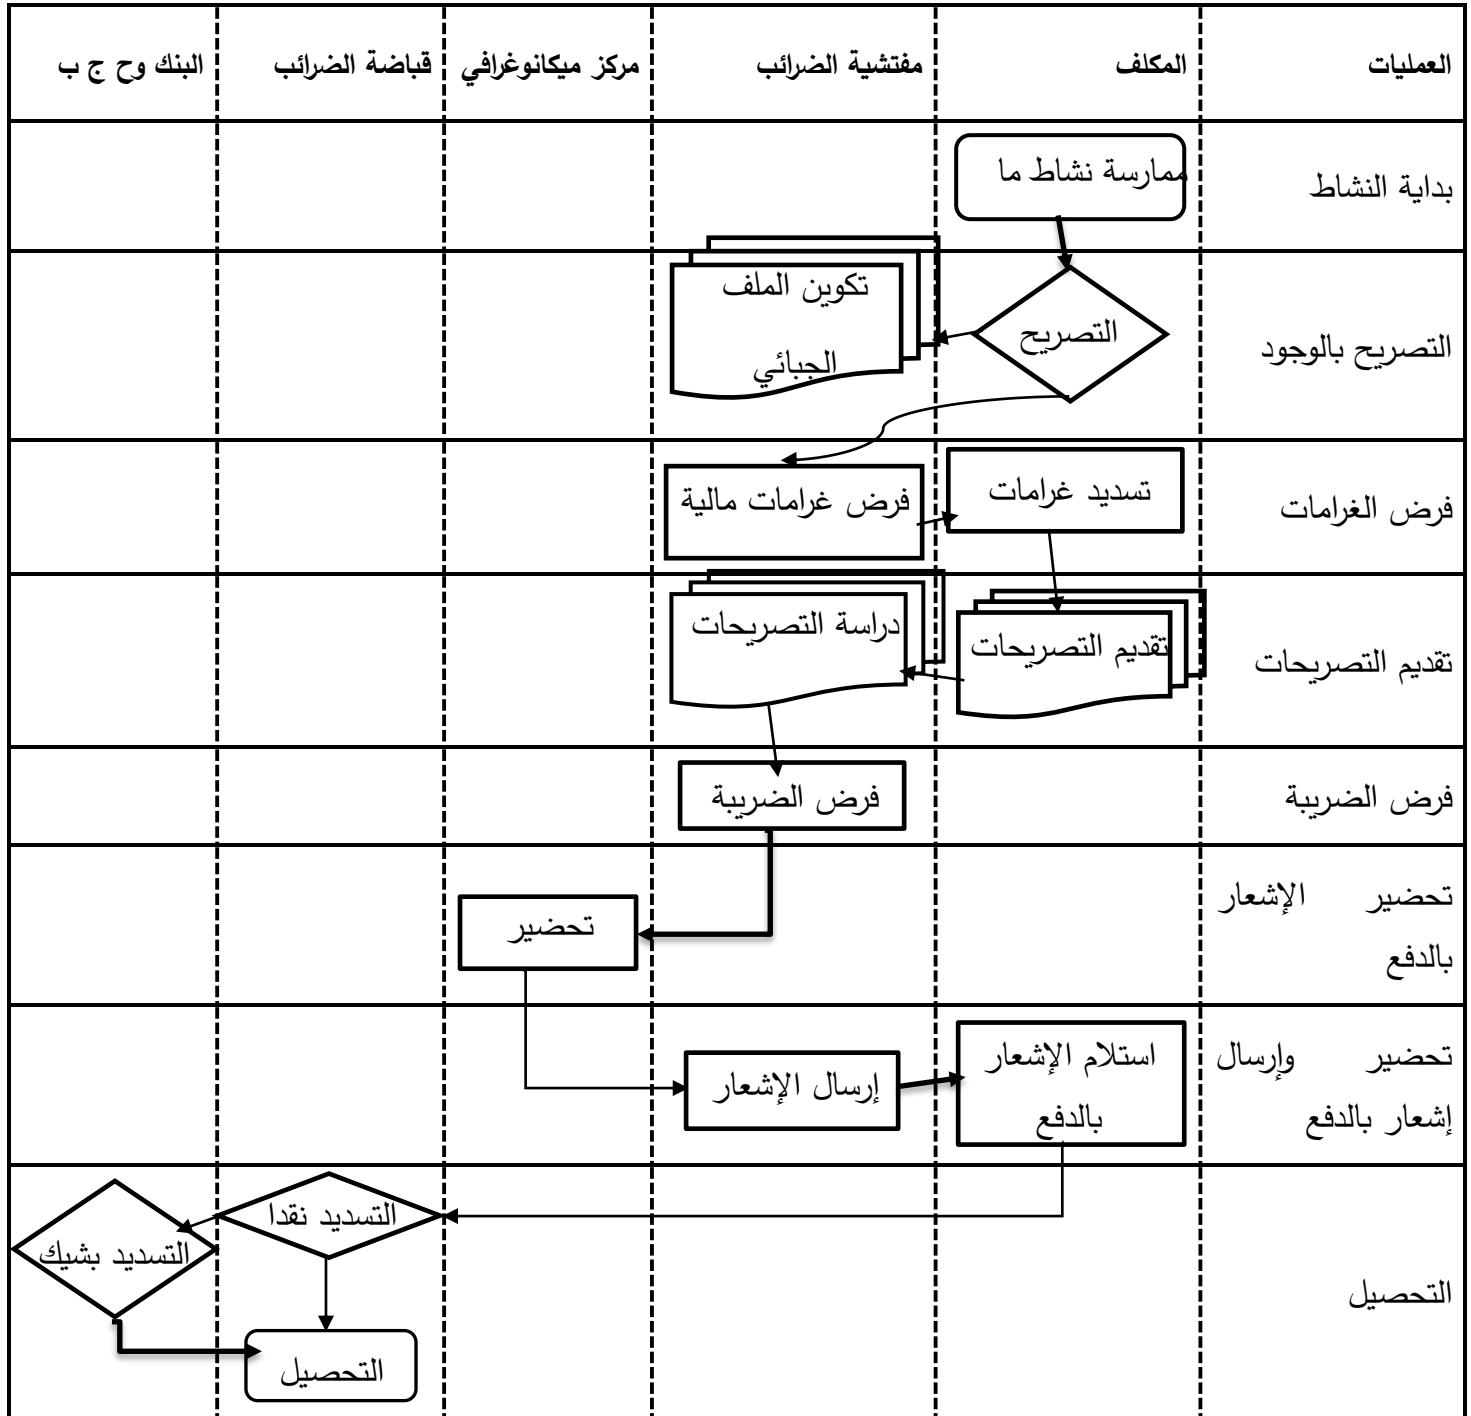 العمليات
المكلف
مفتشية الضرائب
مركز ميكانوغرافي
قباضة الضرائب
البنك وح ج ب
بداية النشاط
ممارسة نشاط ما
التصريح بالوجود
التصريح
تكوين الملف
الجبائي
فرض الغرامات
تسديد غرامات
فرض غرامات مالية
تقديم التصريحات
تقديم التصريحات
دراسة التصريحات
فرض الضريبة
فرض الضريبة
تحضير الإشعار
بالدفع
تحضير
تحضير وإرسال
إشعار بالدفع
استلام الإشعار
بالدفع
إرسال الإشعار
التحصيل
التسديد نقدا
التسديد بشيك
التحصيل